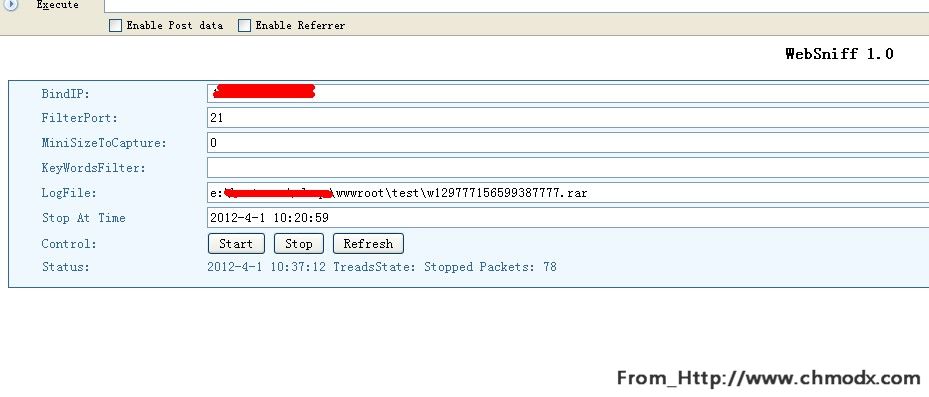 Execute
Enable Post data Enable Referrer
WebSniff 1.0
BindIP:
FilterPort: 21
MiniSizeToCapture: 0
KeyWordsFilter:
LogFile: e:\ \wwwroot\test\w129777156599387777.rar
Stop At Time 2012-4-1 10:20:59
Control: Start Stop Refresh
Status: 2012-4-1 10:37:12 TreadsState: Stopped Packets: 78
From_Http://www.chmodx.com